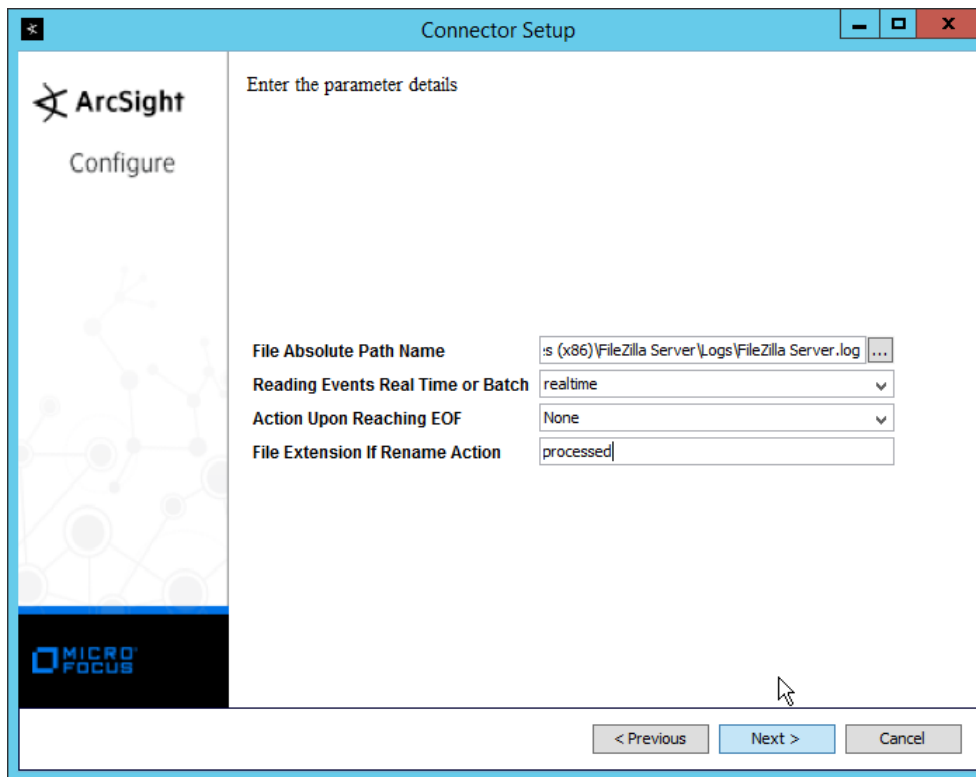 Connector Setup
X
ArcSight
Configure
Enter the parameter details
File Absolute Path Name
:s (x86)\FileZilla Server\Logs\FileZilla Server.log
...
Reading Events Real Time or Batch
realtime
Action Upon Reaching EOF
None
File Extension If Rename Action
processed
MICRO
FOCUS
< Previous
Next >
Cancel